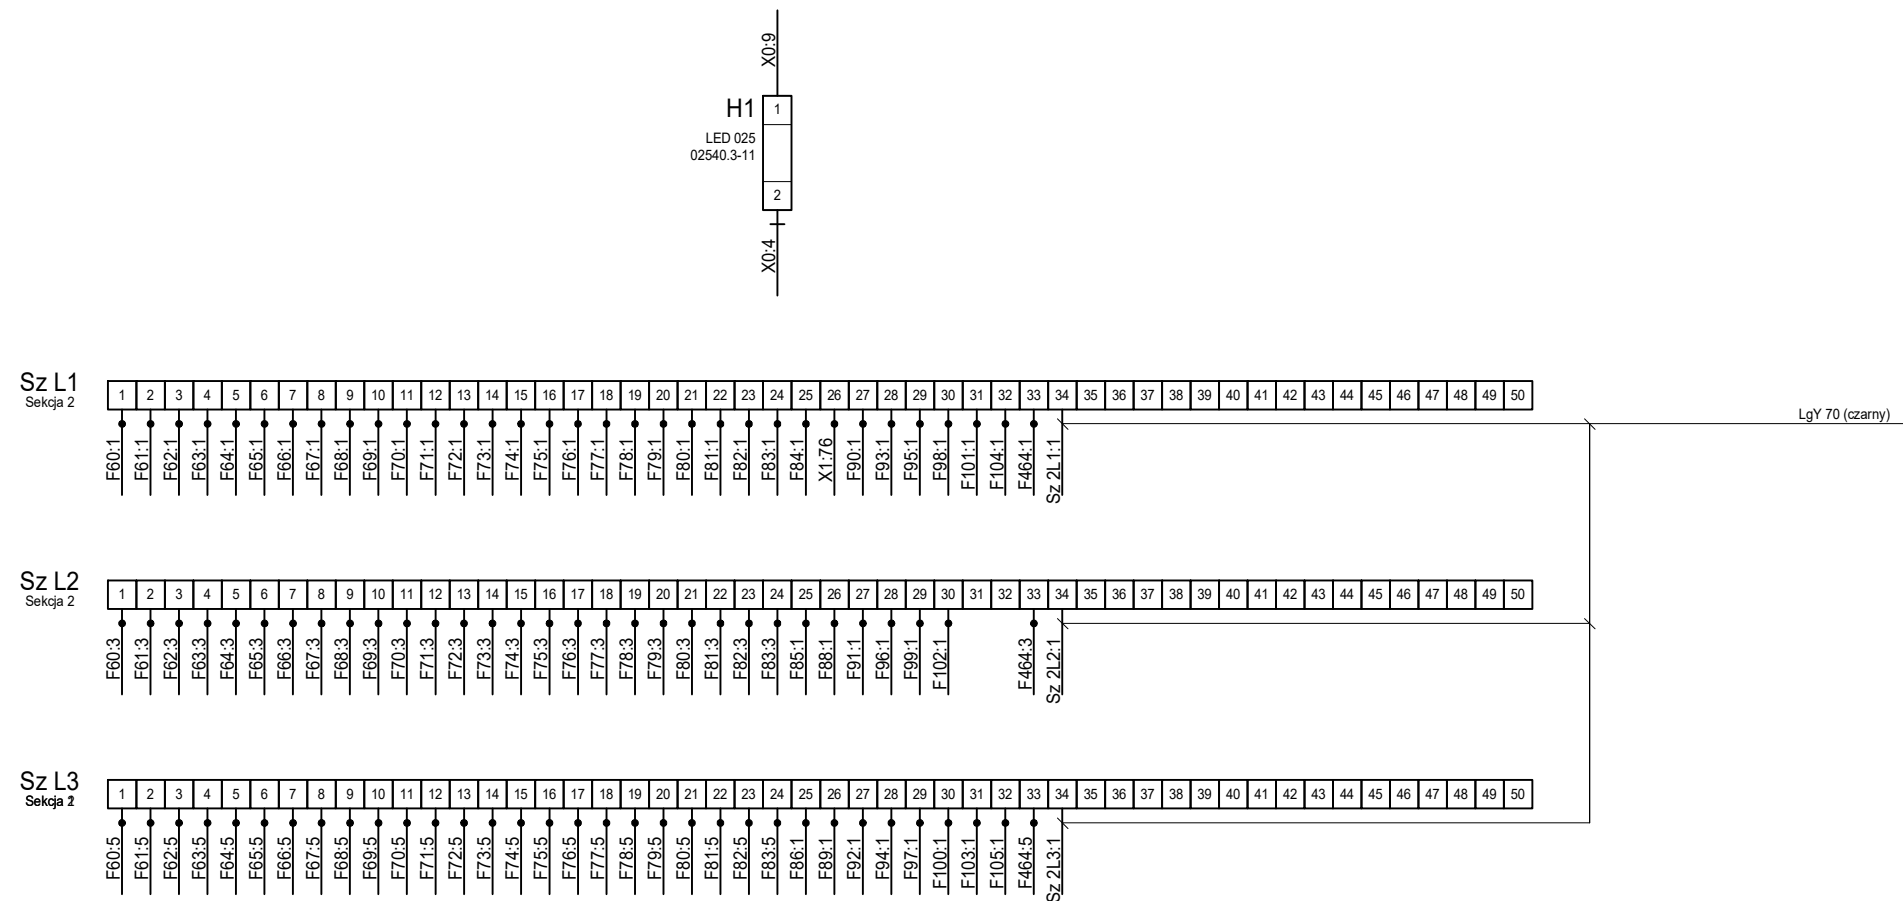 X0:9
H1
1
LED 025
02540.3-11
2
X0:4
Sz L1
Sekcja 2
1 2 3 4 5 6 7 8 9 10 11 12 13 14 15 16 17 18 19 20 21 22 23 24 25 26 27 28 29 30 31 32 33 34 35 36 37 38 39 40 41 42 43 44 45 46 47 48 49 50
LgY 70 (czarny)
F60:1 F61:1 F62:1 F63:1 F64:1 F65:1 F66:1 F67:1 F68:1 F69:1 F70:1 F71:1 F72:1 F73:1 F74:1 F75:1 F76:1 F77:1 F78:1 F79:1 F80:1 F81:1 F82:1 F83:1 F84:1 X1:76 F90:1 F93:1 F95:1 F98:1 F101:1 F104:1 F464:1 Sz 2L1:1
Sz L2
Sekcja 2
1 2 3 4 5 6 7 8 9 10 11 12 13 14 15 16 17 18 19 20 21 22 23 24 25 26 27 28 29 30 31 32 33 34 35 36 37 38 39 40 41 42 43 44 45 46 47 48 49 50
F60:3 F61:3 F62:3 F63:3 F64:3 F65:3 F66:3 F67:3 F68:3 F69:3 F70:3 F71:3 F72:3 F73:3 F74:3 F75:3 F76:3 F77:3 F78:3 F79:3 F80:3 F81:3 F82:3 F83:3 F85:1 F88:1 F91:1 F96:1 F99:1 F102:1 F464:3 Sz 2L2:1
Sz L3
Sekcja
1 2 3 4 5 6 7 8 9 10 11 12 13 14 15 16 17 18 19 20 21 22 23 24 25 26 27 28 29 30 31 32 33 34 35 36 37 38 39 40 41 42 43 44 45 46 47 48 49 50
F60:5 F61:5 F62:5 F63:5 F64:5 F65:5 F66:5 F67:5 F68:5 F69:5 F70:5 F71:5 F72:5 F73:5 F74:5 F75:5 F76:5 F77:5 F78:5 F79:5 F80:5 F81:5 F82:5 F83:5 F86:1 F89:1 F92:1 F94:1 F97:1 F100:1 F103:1 F105:1 F464:5 Sz 2L3:1